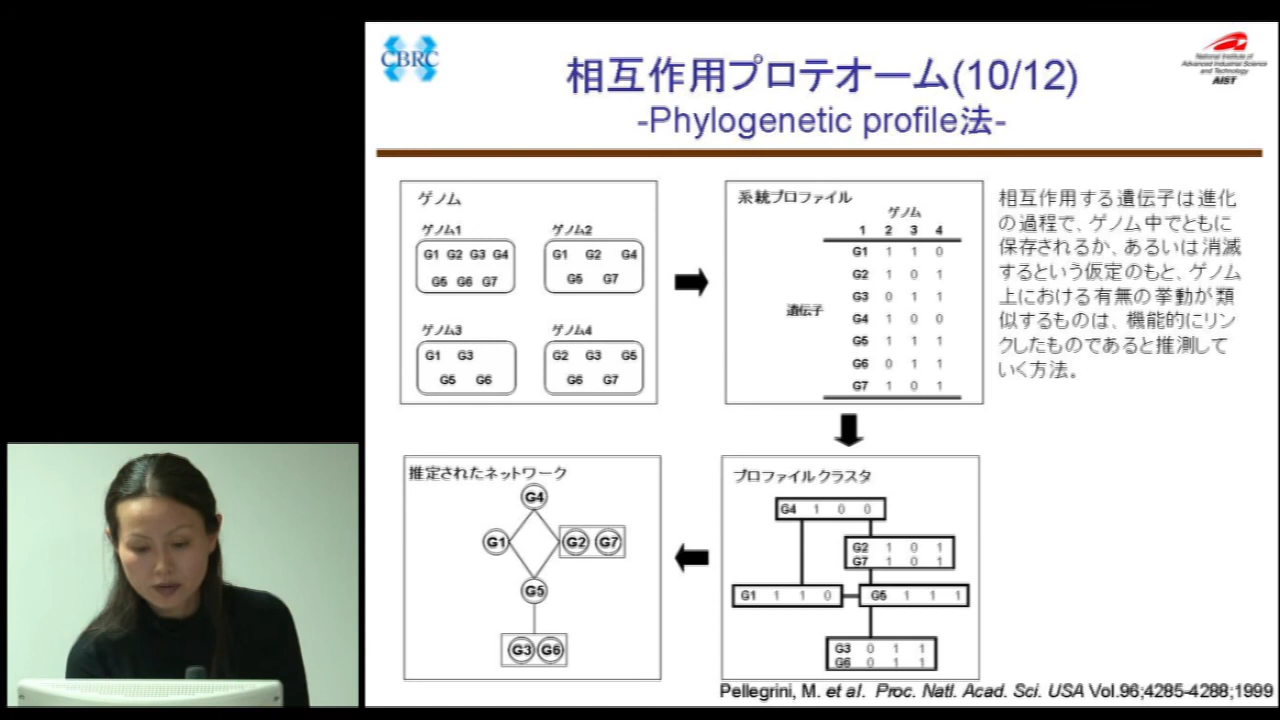 CBRC
National Institute of
Advanced Industrial Science
and Technology
AIST
相互作用プロテオーム(10/12)
-Phylogenetic profile法-
ゲノム
ゲノム1
G1 G2 G3 G4
G5 G6 G7
ゲノム2
G1 G2 G4
G5 G7
ゲノム3
G1 G3
G5 G6
ゲノム4
G2 G3 G5
G6 G7
系統プロファイル
ゲノム
1 2 3 4
遺伝子
G1 1 1 0
G2 1 0 1
G3 0 1 1
G4 1 0 0
G5 1 1 1
G6 0 1 1
G7 1 0 1
相互作用する遺伝子は進化
の過程で、ゲノム中でともに
保存されるか、あるいは消滅
するという仮定のもと、ゲノム
上における有無の挙動が類
似するものは、機能的にリン
クしたものであると推測して
いく方法。
推定されたネットワーク
G4
G1 G2 G7
G5
G3 G6
プロファイルクラスタ
G4 1 0 0
G2 1 0 1
G7 1 0 1
G1 1 1 0
G5 1 1 1
G3 0 1 1
G6 0 1 1
Pellegrini, M. et al. Proc. Natl. Acad. Sci. USA Vol.96;4285-4288;1999